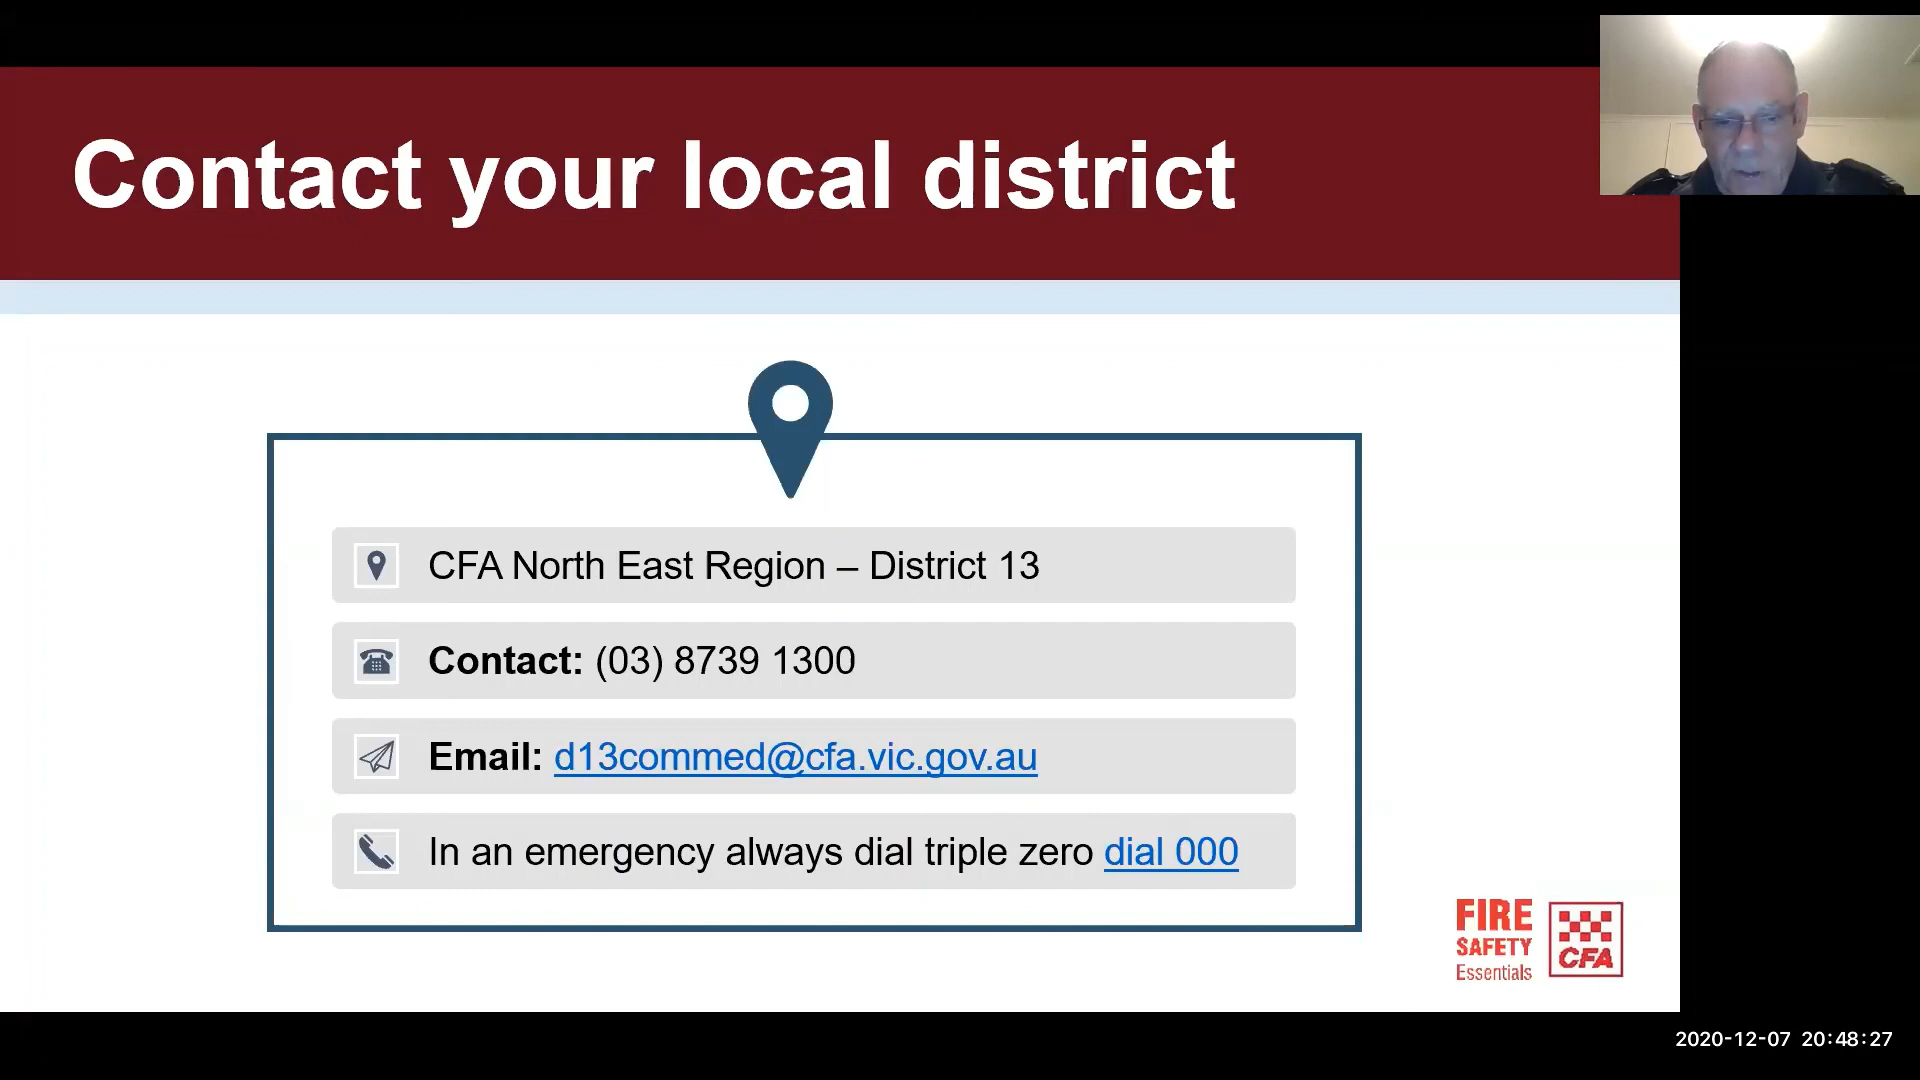 Contact your local district
CFA North East Region – District 13
Contact: (03) 8739 1300
Email: d13commed@cfa.vic.gov.au
In an emergency always dial triple zero dial 000
FIRE
SAFETY
Essentials
CFA
2020-12-07 20:48:27